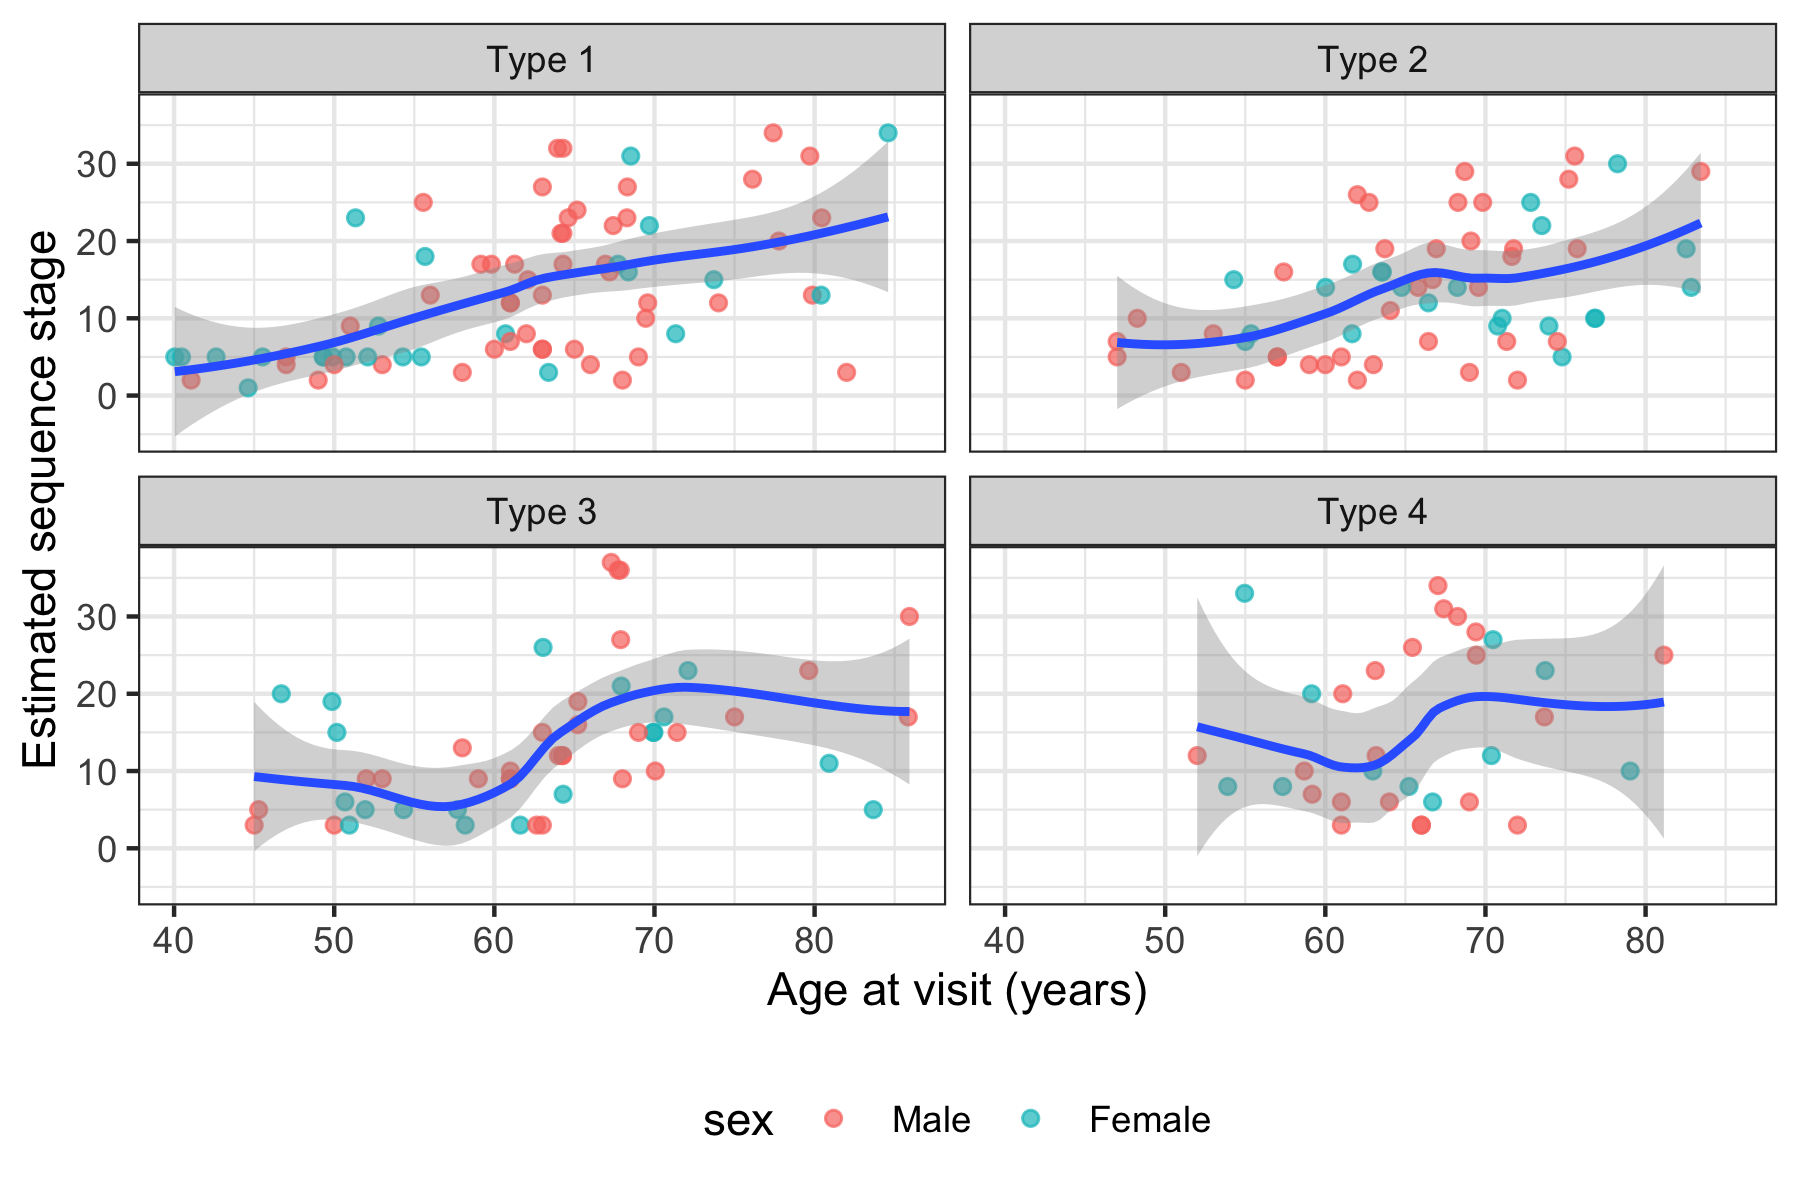 Type 1
Type 2
30
20
10
0
Type 3
Type 4
30
20
10
0
40 50 60 70 80
40 50 60 70 80
Estimated sequence stage
Age at visit (years)
sex Male Female